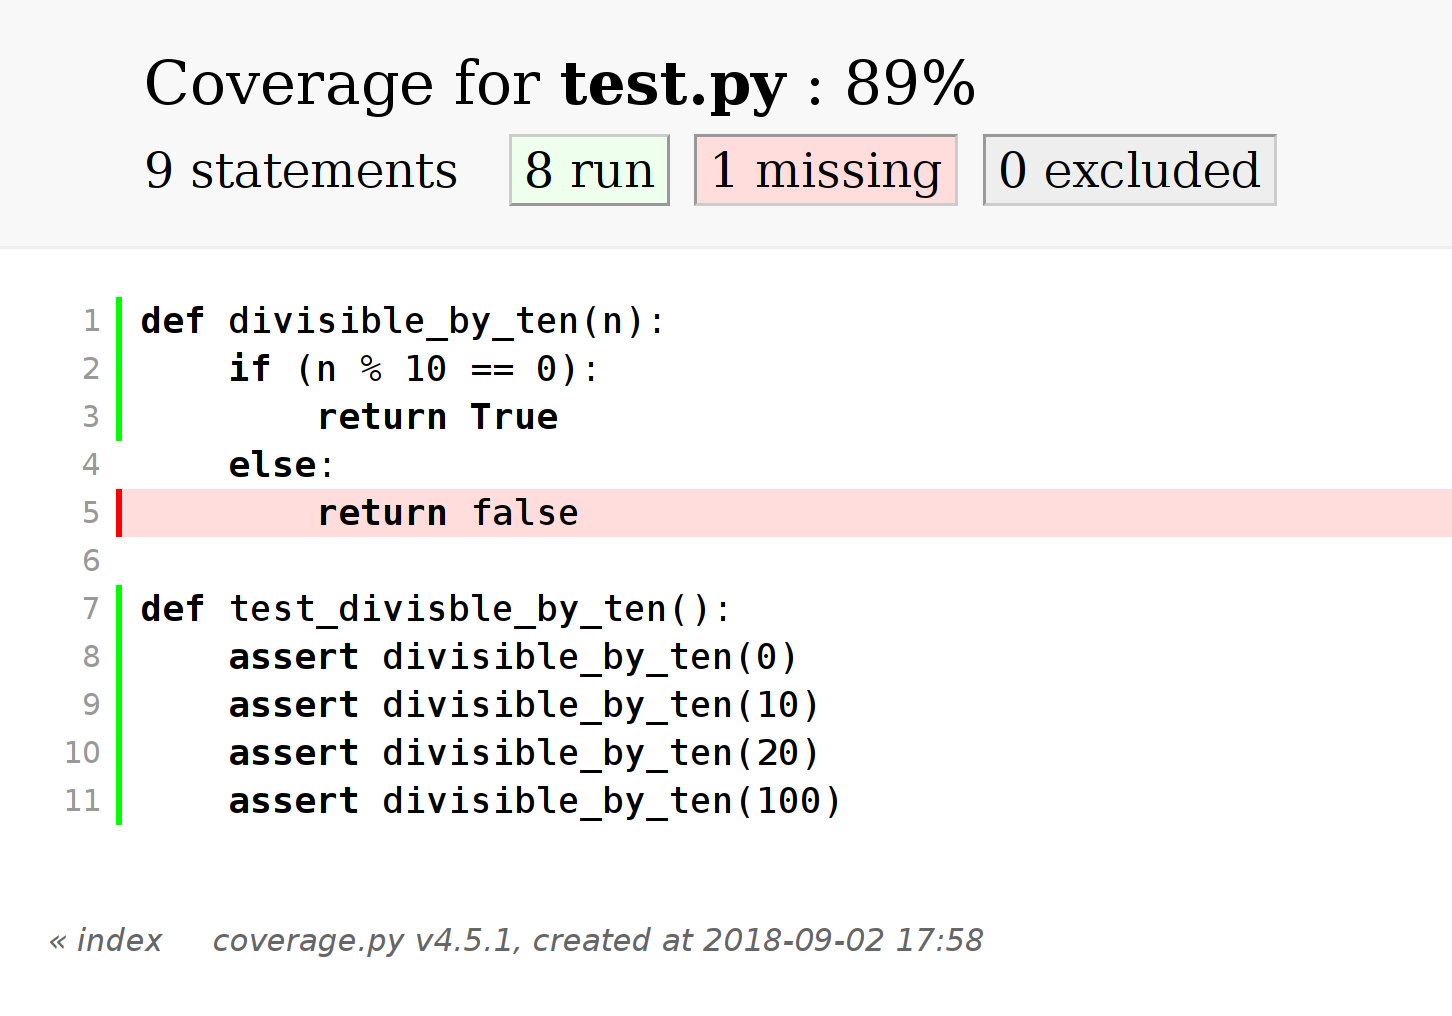 Coverage for test.py : 89%
9 statements 8 run 1 missing 0 excluded
1 def divisible_by_ten(n):
2     if (n % 10 == 0):
3         return True
4     else:
5         return false
6
7 def test_divisble_by_ten():
8     assert divisible_by_ten(0)
9     assert divisible_by_ten(10)
10     assert divisible_by_ten(20)
11     assert divisible_by_ten(100)
« index coverage.py v4.5.1, created at 2018-09-02 17:58